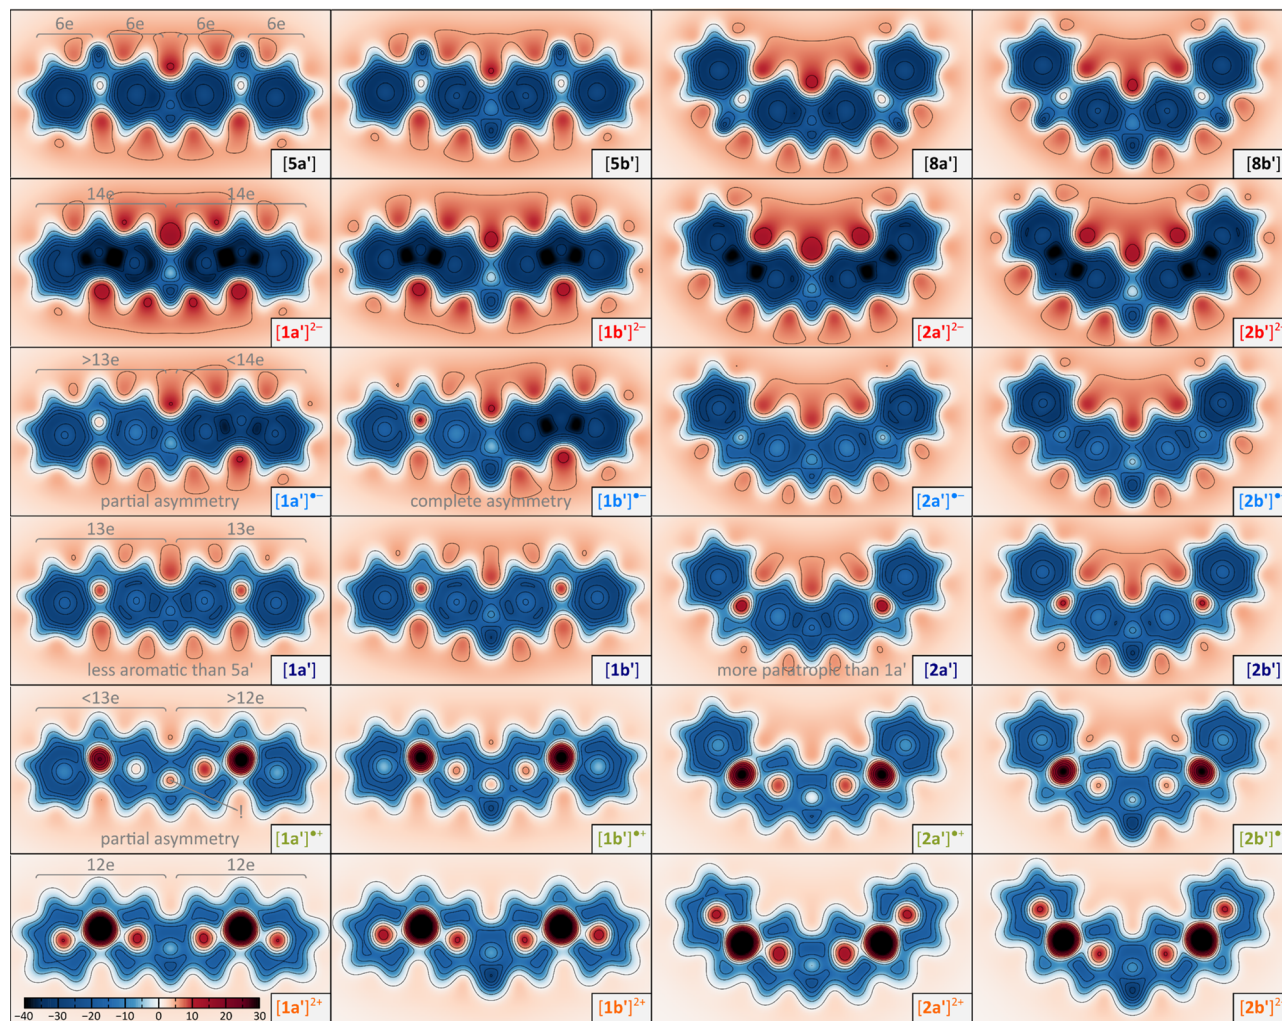 6e 6e 6e 6e
[5a'] [5b'] [8a'] [8b']
14e 14e
[1a']2− [1b']2− [2a']2− [2b']2−
>13e <14e
partial asymmetry [1a']•− complete asymmetry [1b']•− [2a']•− [2b']•
13e 13e
less aromatic than 5a' [1a'] [1b'] more paratropic than 1a' [2a'] [2b']
<13e >12e
!
partial asymmetry [1a']•+ [1b']•+ [2a']•+ [2b']•
12e 12e
−40 −30 −20 −10 0 10 20 30
[1a']2+ [1b']2+ [2a']2+ [2b']2